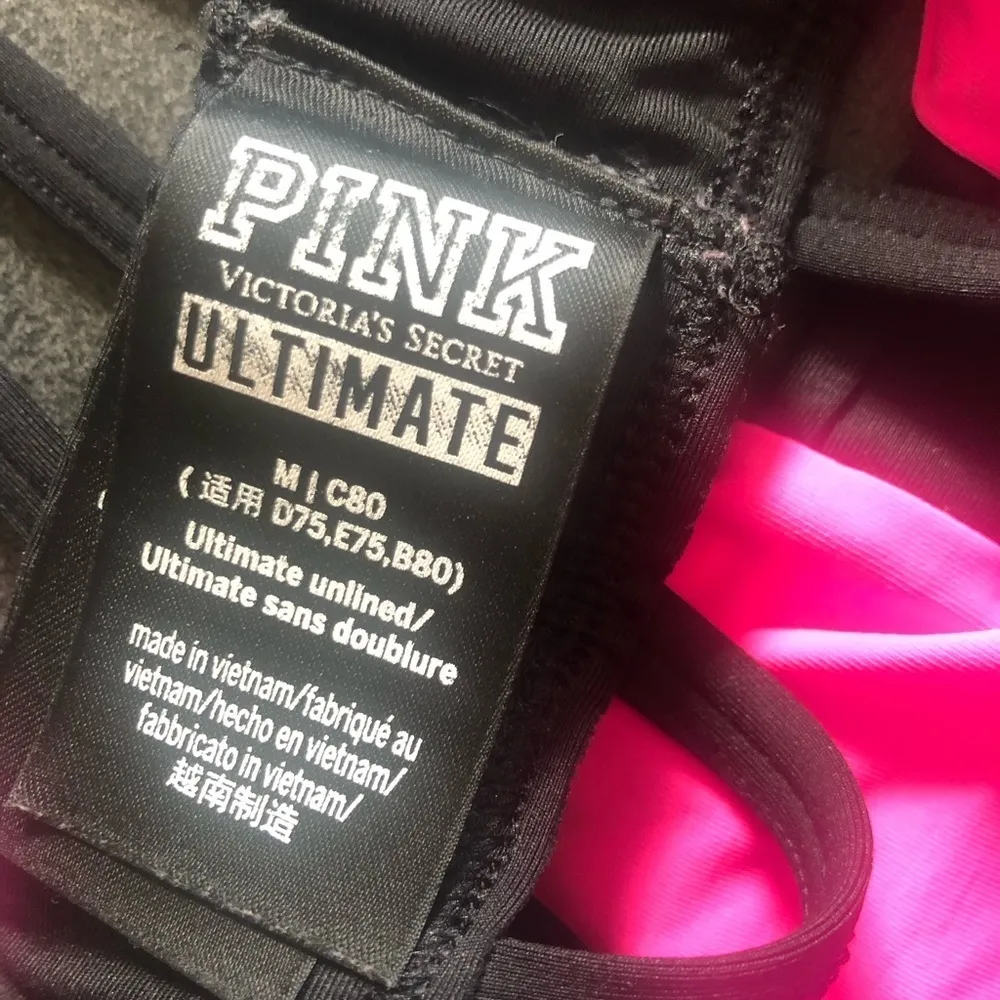 PINK
VICTORIA'S SECRET
ULTIMATE
M | C80
(适用 D75,E75,B80)
Ultimate unlined/
Ultimate sans doublure
made in vietnam/fabriqué au
vietnam/hecho en vietnam/
fabbricato in vietnam/
越南制造